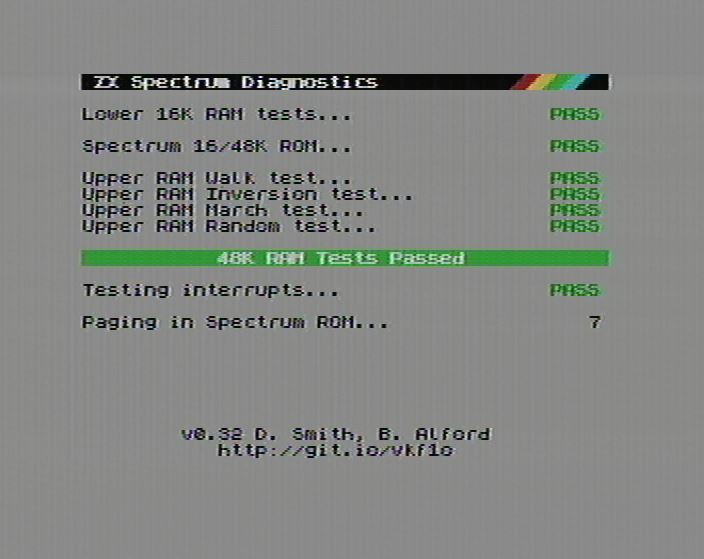 ZX Spectrum Diagnostics
Lower 16K RAM tests... PASS
Spectrum 16/48K ROM... PASS
Upper RAM Walk test... PASS
Upper RAM Inversion test... PASS
Upper RAM March test... PASS
Upper RAM Random test... PASS
48K RAM Tests Passed
Testing interrupts... PASS
Paging in Spectrum ROM... 7
v0.32 D. Smith, B. Alford
http://git.io/vkf1o